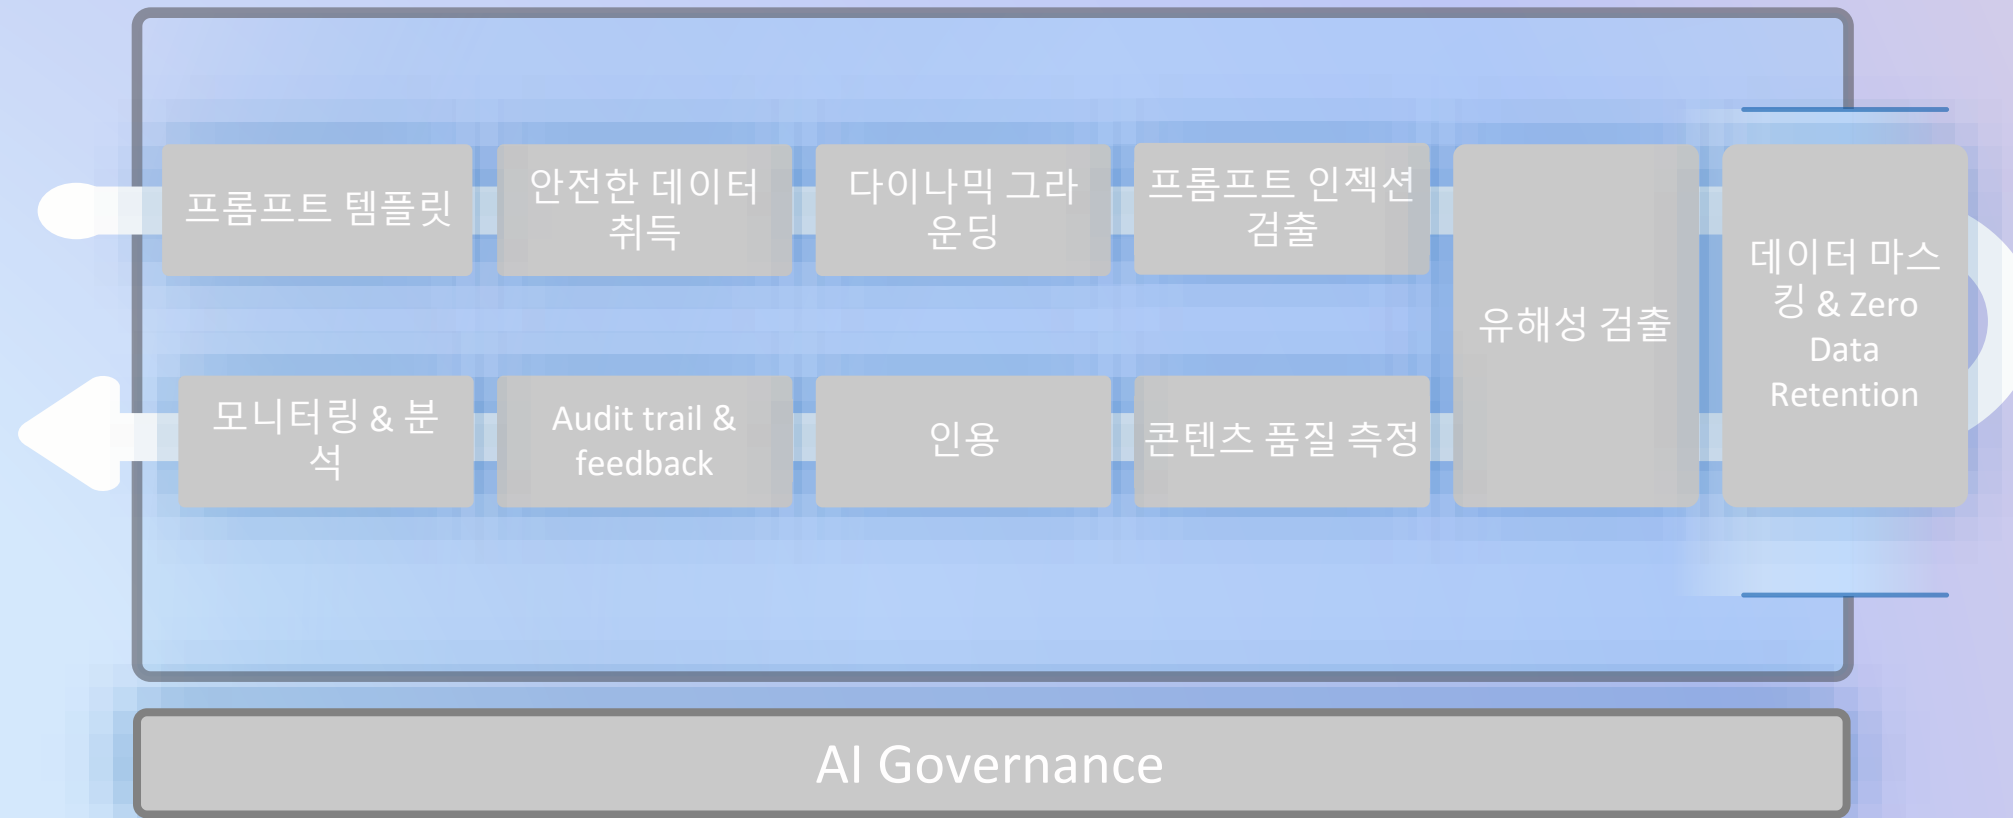 프롬프트 템플릿
안전한 데이터
취득
다이나믹 그라
운딩
프롬프트 인젝션
검출
유해성 검출
데이터 마스
킹 & Zero
Data
Retention
모니터링 & 분
석
Audit trail &
feedback
인용
콘텐츠 품질 측정
AI Governance